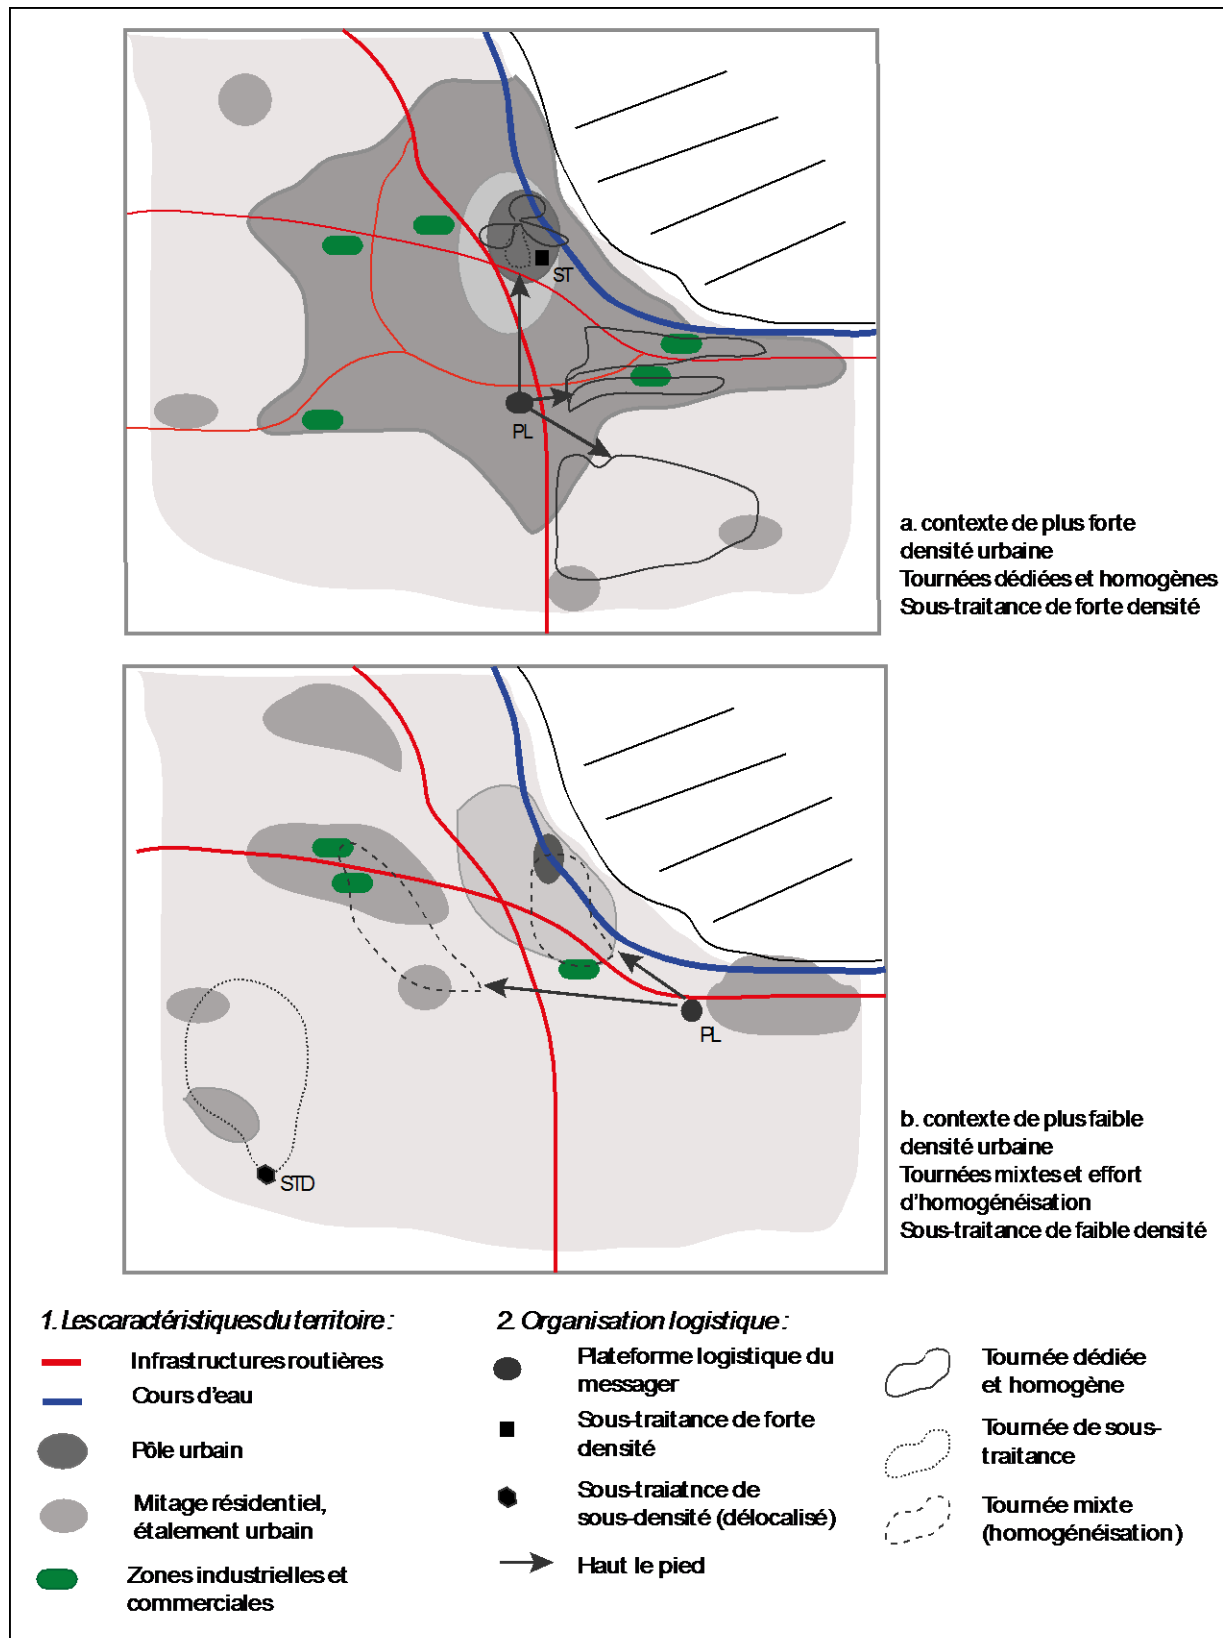 ST
PL
a. contexte de plus forte
densité urbaine
Tournées dédiées et homogènes
Sous-traitance de forte densité
PL
STD
b. contexte de plus faible
densité urbaine
Tournées mixtes et effort
d'homogénéisation
Sous-traitance de faible densité
1. Les caractéristiques du territoire :
Infrastructures routières
Cours d'eau
Pôle urbain
Mitage résidentiel,
étalement urbain
Zones industrielles et
commerciales
2. Organisation logistique :
Plateforme logistique du
messager
Sous-traitance de forte
densité
Sous-traiatnce de
sous-densité (délocalisé)
Haut le pied
Tournée dédiée
et homogène
Tournée de sous-
traitance
Tournée mixte
(homogénéisation)